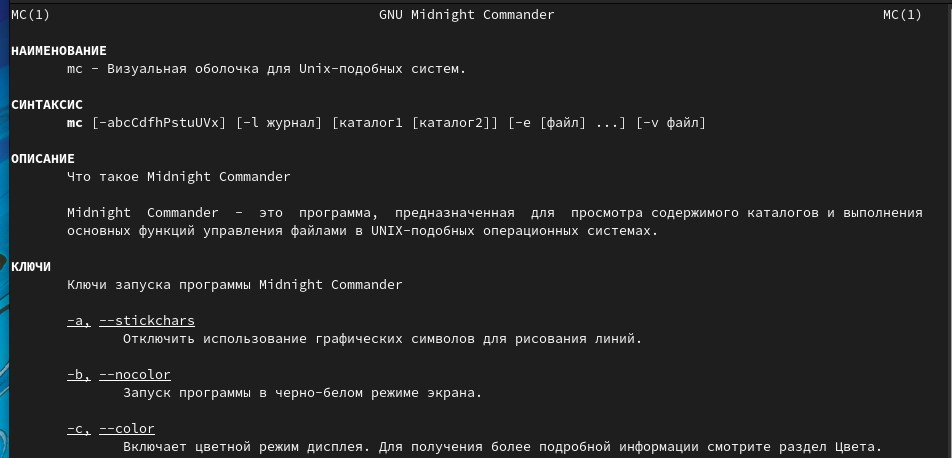 MC(1) GNU Midnight Commander MC(1)
НАИМЕНОВАНИЕ
mc - Визуальная оболочка для Unix-подобных систем.
СИНТАКСИС
mc [-abcCdfhPstuUVx] [-l журнал] [каталог1 [каталог2]] [-e [файл] ...] [-v файл]
ОПИСАНИЕ
Что такое Midnight Commander
Midnight Commander - это программа, предназначенная для просмотра содержимого каталогов и выполнения
основных функций управления файлами в UNIX-подобных операционных системах.
КЛЮЧИ
Ключи запуска программы Midnight Commander
-a, --stickchars
Отключить использование графических символов для рисования линий.
-b, --nocolor
Запуск программы в черно-белом режиме экрана.
-c, --color
Включает цветной режим дисплея. Для получения более подробной информации смотрите раздел Цвета.